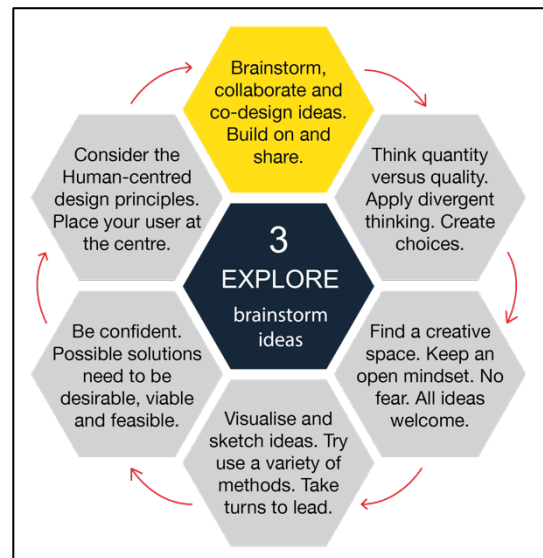 Brainstorm,
collaborate and
co-design ideas.
Build on and
share.
Think quantity
versus quality.
Apply divergent
thinking. Create
choices.
Find a creative
space. Keep an
open mindset. No
fear. All ideas
welcome.
Visualise and
sketch ideas. Try
use a variety of
methods. Take
turns to lead.
Be confident.
Possible solutions
need to be
desirable, viable
and feasible.
Consider the
Human-centred
design principles.
Place your user at
the centre.
3
EXPLORE
brainstorm
ideas